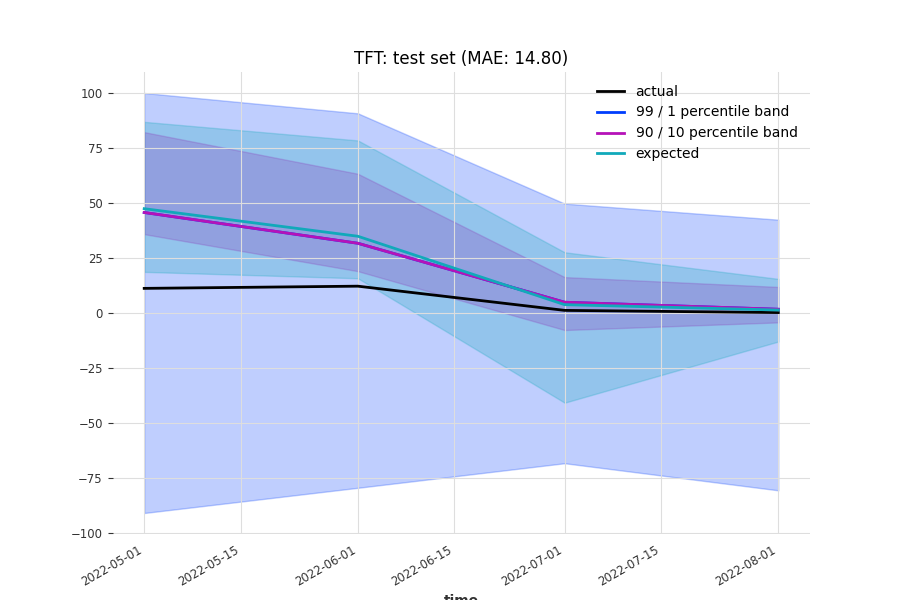 TFT: test set (MAE: 14.80)
actual
99 / 1 percentile band
90 / 10 percentile band
expected
100
75
50
25
0
−25
−50
−75
−100
2022-05-01
2022-05-15
2022-06-01
2022-06-15
2022-07-01
2022-07-15
2022-08-01
time